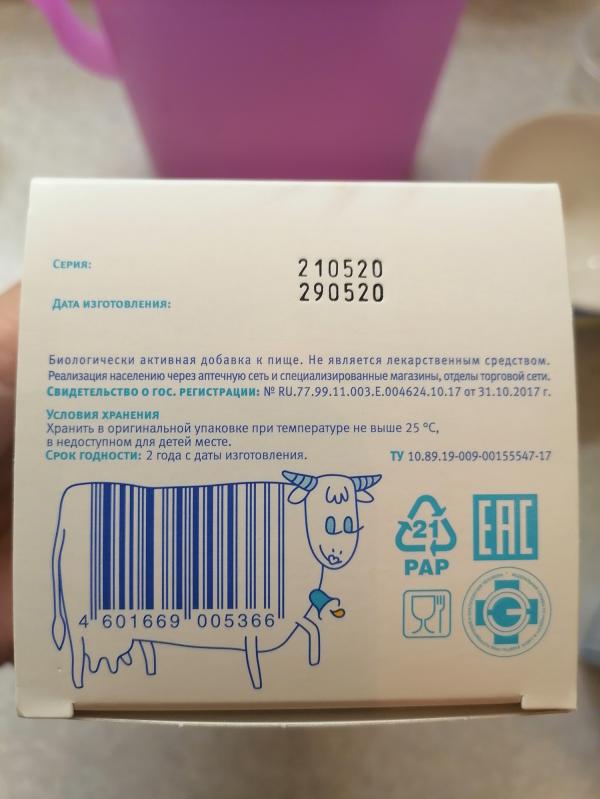 Серия:
210520
290520
Дата изготовления:
Биологически активная добавка к пище. Не является лекарственным средством.
Реализация населению через аптечную сеть и специализированные магазины, отделы торговой сети.
Свидетельство о гос. регистрации: № RU.77.99.11.003.Е.004624.10.17 от 31.10.2017 г.
Условия хранения
Хранить в оригинальной упаковке при температуре не выше 25 °С,
в недоступном для детей месте.
Срок годности: 2 года с даты изготовления.
ТУ 10.89.19-009-00155547-17
21
PAP
EAC
4 601669 005366